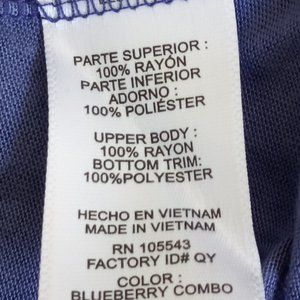 PARTE SUPERIOR :
100% RAYÓN
PARTE INFERIOR
ADORNO :
100% POLIÉSTER
UPPER BODY :
100% RAYON
BOTTOM TRIM:
100%POLYESTER
HECHO EN VIETNAM
MADE IN VIETNAM
RN 105543
FACTORY ID# QY
COLOR :
BLUEBERRY COMBO